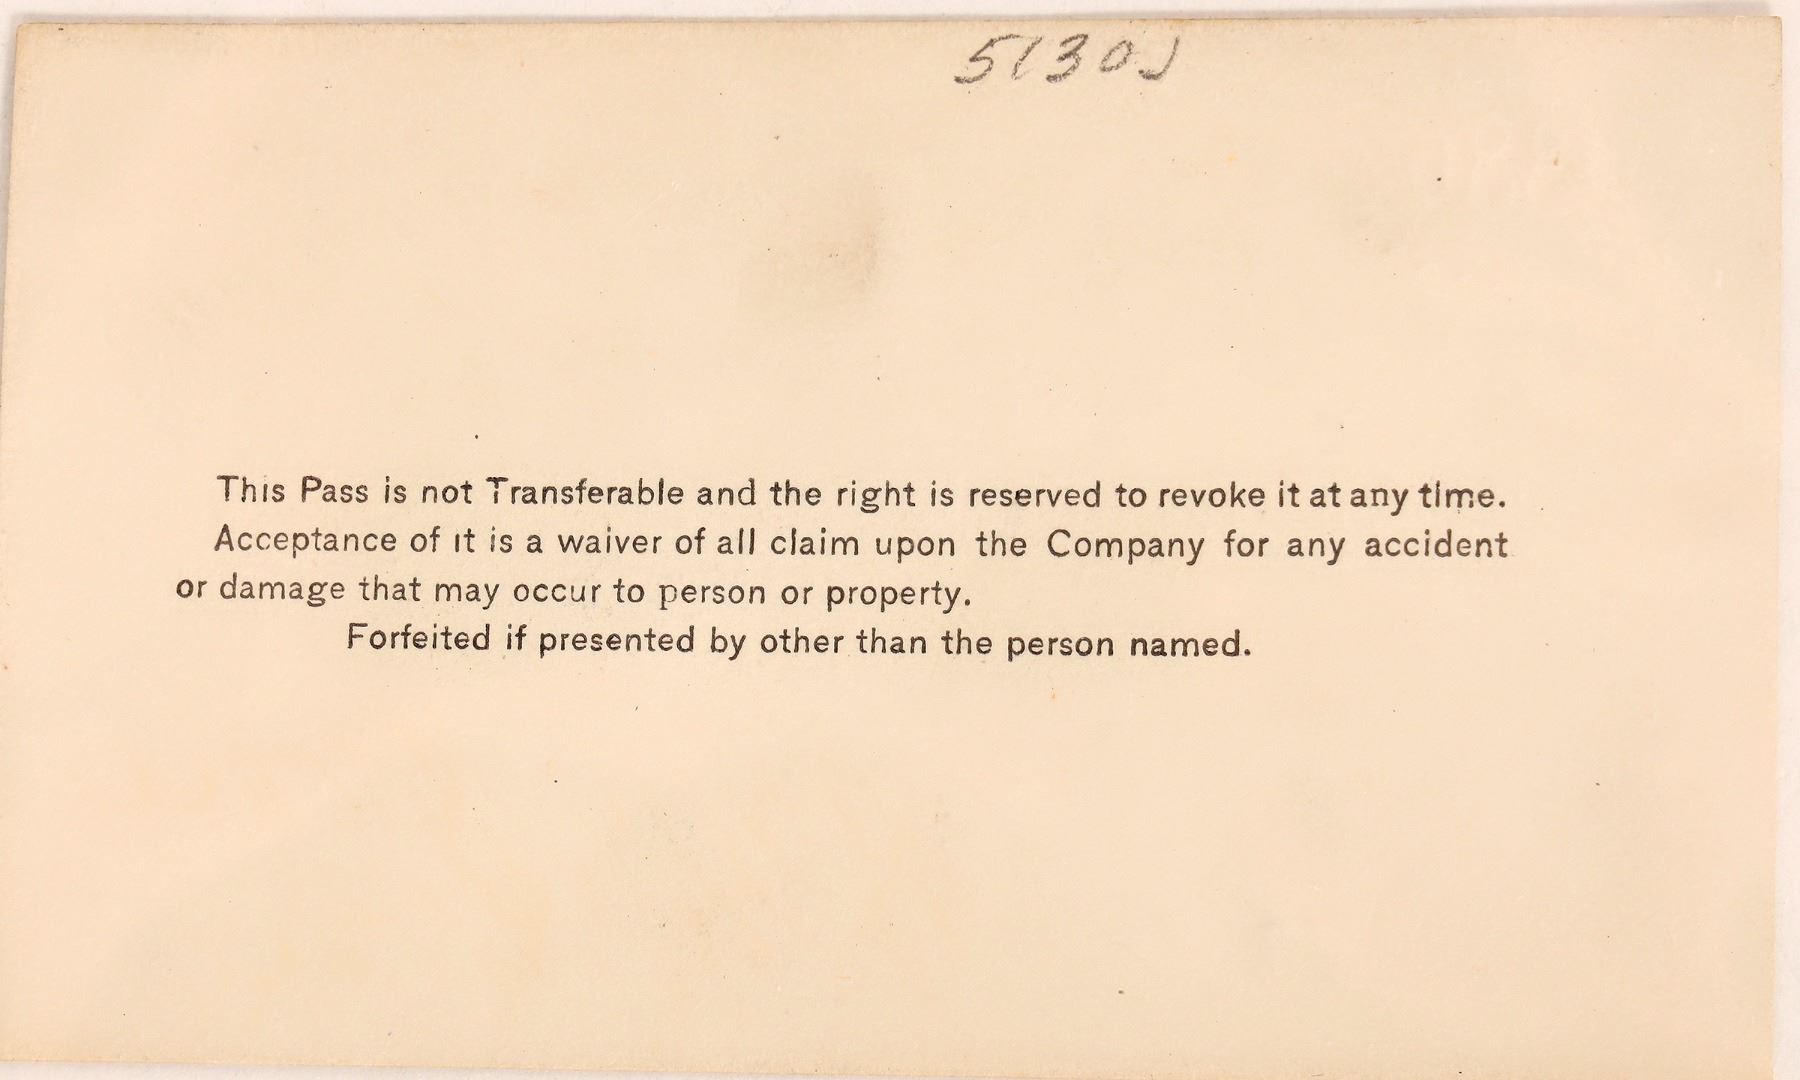 5130J
This Pass is not Transferable and the right is reserved to revoke it at any time.
Acceptance of it is a waiver of all claim upon the Company for any accident
or damage that may occur to person or property.
Forfeited if presented by other than the person named.